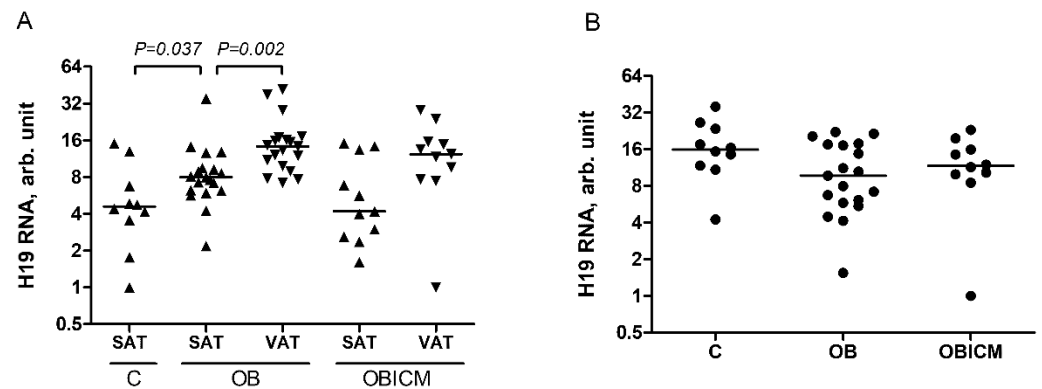 A
P=0.037 P=0.002
H19 RNA, arb. unit
64
32
16
8
4
2
1
0.5
SAT SAT VAT SAT VAT
C OB OBICM
B
H19 RNA, arb. unit
64
32
16
8
4
2
1
0.5
C OB OBICM